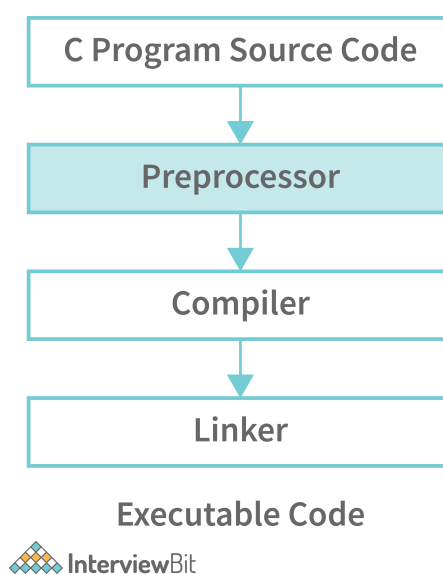 C Program Source Code
Preprocessor
Compiler
Linker
Executable Code
InterviewBit